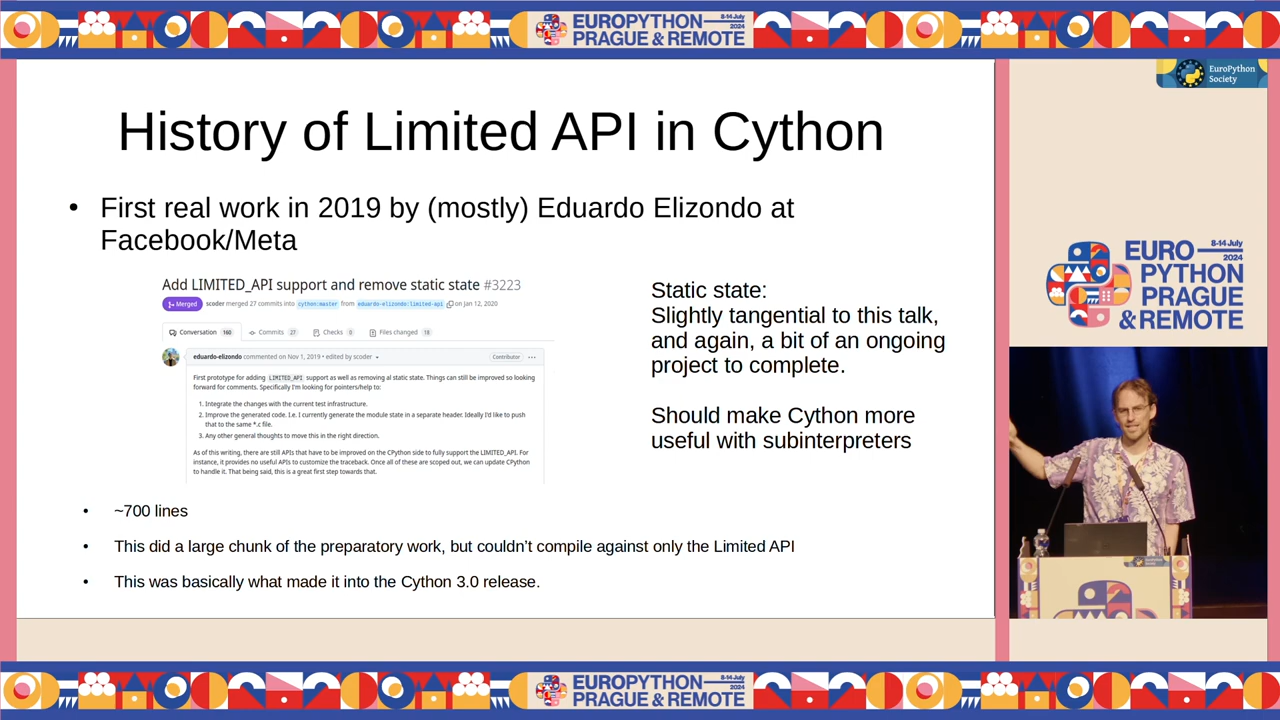 EUROPYTHON 8-14 July 2024
PRAGUE & REMOTE
EuroPython
Society
History of Limited API in Cython
• First real work in 2019 by (mostly) Eduardo Elizondo at
Facebook/Meta
Add LIMITED_API support and remove static state #3223
Merged scoder merged 27 commits into cython:master from eduardo-elizondo:limited-api on Jan 12, 2020
Conversation 160 Commits 27 Checks 0 Files changed 18
eduardo-elizondo commented on Nov 1, 2019 • edited by scoder Contributor ...
First prototype for adding LIMITED_API support as well as removing al static state. Things can still be improved so looking
forward for comments. Specifically I'm looking for pointers/help to:
1. Integrate the changes with the current test infrastructure.
2. Improve the generated code. I.e. I currently generate the module state in a separate header. Ideally I'd like to push
that to the same *.c file.
3. Any other general thoughts to move this in the right direction.
As of this writing, there are still APIs that have to be improved on the CPython side to fully support the LIMITED_API. For
instance, it provides no useful APIs to customize the traceback. Once all of these are scoped out, we can update CPython
to handle it. That being said, this is a great first step towards that.
Static state:
Slightly tangential to this talk,
and again, a bit of an ongoing
project to complete.
Should make Cython more
useful with subinterpreters
• ~700 lines
• This did a large chunk of the preparatory work, but couldn't compile against only the Limited API
• This was basically what made it into the Cython 3.0 release.
EURO 8-14 July 2024
PYTHON
PRAGUE
& REMOTE
EUROPYTHON 8-14 July 2024
PRAGUE & REMOTE